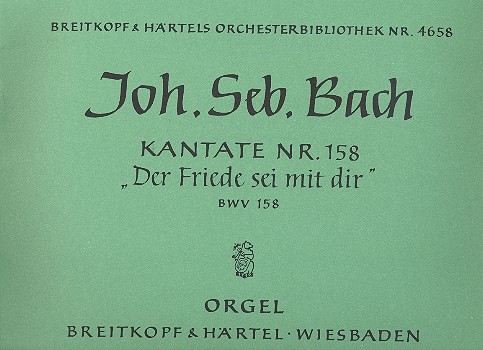 BREITKOPF & HÄRTELS ORCHESTERBIBLIOTHEK NR. 4658
Joh. Seb. Bach
KANTATE NR. 158
„Der Friede sei mit dir"
BWV 158
ORGEL
BREITKOPF & HÄRTEL · WIESBADEN